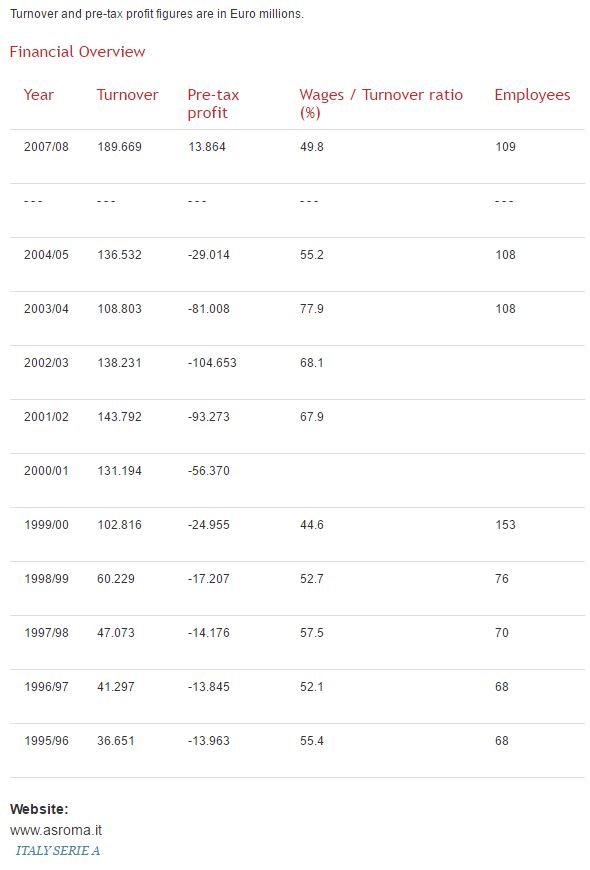 Turnover and pre-tax profit figures are in Euro millions.
Financial Overview
Year Turnover Pre-tax profit Wages / Turnover ratio (%) Employees
2007/08 189.669 13.864 49.8 109
--- --- --- --- ---
2004/05 136.532 -29.014 55.2 108
2003/04 108.803 -81.008 77.9 108
2002/03 138.231 -104.653 68.1
2001/02 143.792 -93.273 67.9
2000/01 131.194 -56.370
1999/00 102.816 -24.955 44.6 153
1998/99 60.229 -17.207 52.7 76
1997/98 47.073 -14.176 57.5 70
1996/97 41.297 -13.845 52.1 68
1995/96 36.651 -13.963 55.4 68
Website:
www.asroma.it
ITALY SERIE A